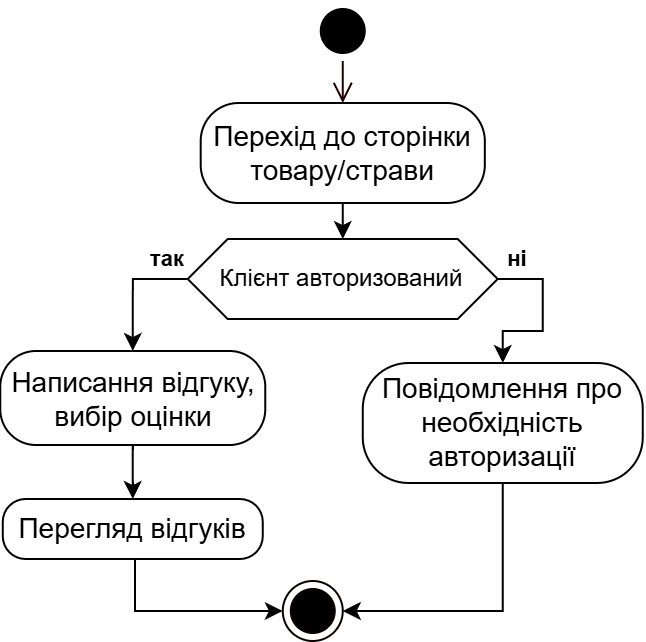 Перехід до сторінки
товару/страви
так
ні
Клієнт авторизований
Написання відгуку,
вибір оцінки
Повідомлення про
необхідність
авторизації
Перегляд відгуків